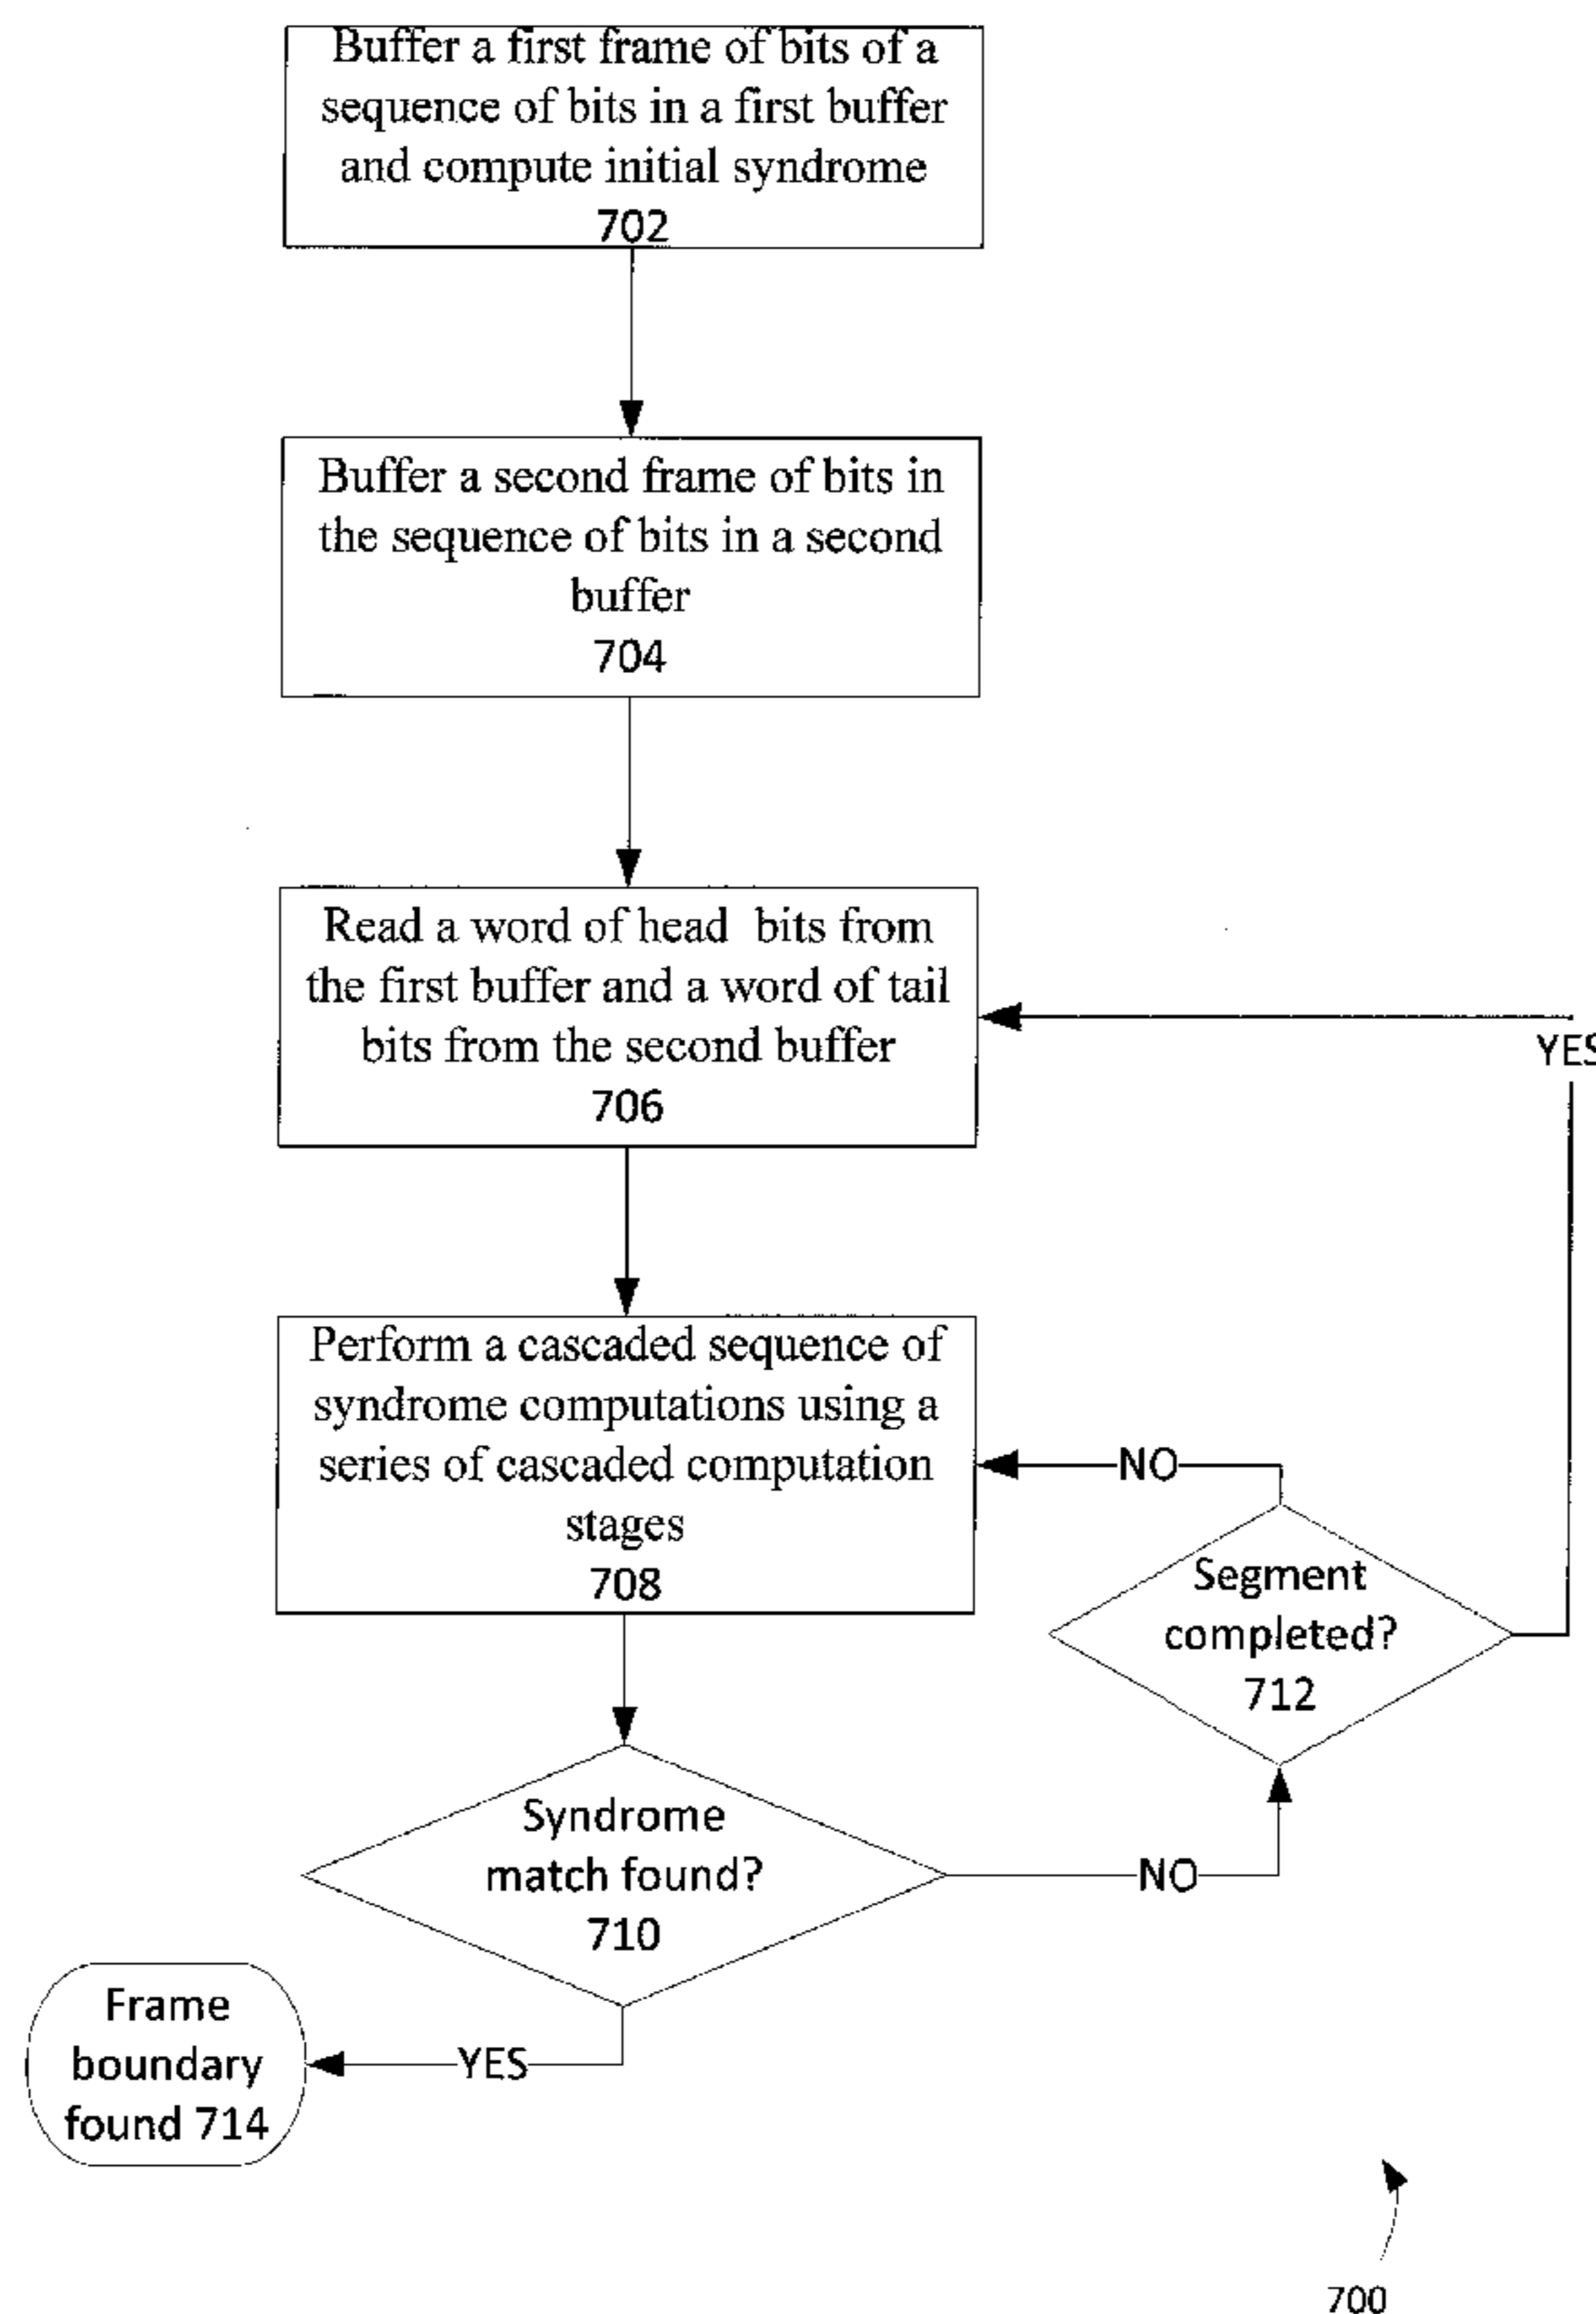 Buffer a first frame of bits of a
sequence of bits in a first buffer
and compute initial syndrome
702
Buffer a second frame of bits in
the sequence of bits in a second
buffer
704
Read a word of head bits from
the first buffer and a word of tail
bits from the second buffer
706
YES
Perform a cascaded sequence of
syndrome computations using a
series of cascaded computation
stages
708
NO
Segment
completed?
712
Syndrome
match found?
710
NO
YES
Frame
boundary
found 714
700